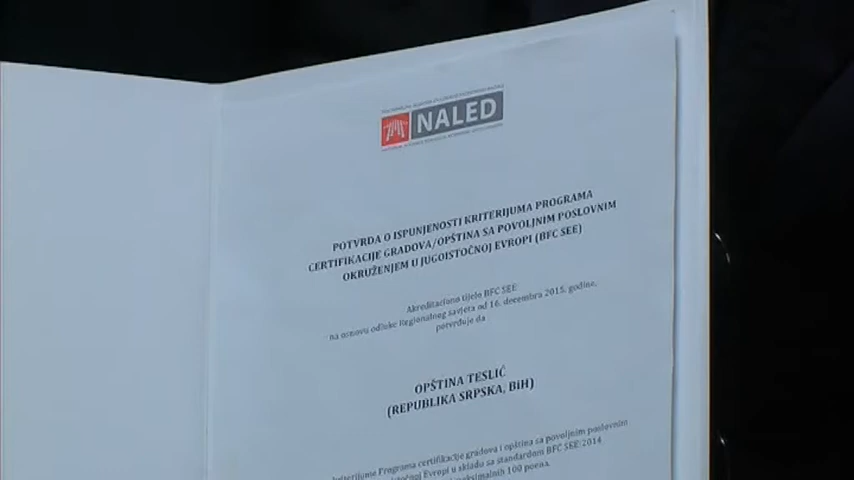 NALED
POTVRDA O ISPUNJENOSTI KRITERIJUMA PROGRAMA
CERTIFIKACIJE GRADOVA/OPŠTINA SA POVOLJNIM POSLOVNIM
OKRUŽENJEM U JUGOISTOČNOJ EVROPI (BFC SEE)
Akreditaciono tijelo BFC SEE
na osnovu odluke Regionalnog savjeta od 16. decembra 2015. godine,
potvrđuje da
OPŠTINA TESLIĆ
(REPUBLIKA SRPSKA, BiH)
kriterijume Programa certifikacije gradova i opština sa povoljnim poslovnim
Evropi u skladu sa standardom BFC SEE 2014
maksimalnih 100 poena.